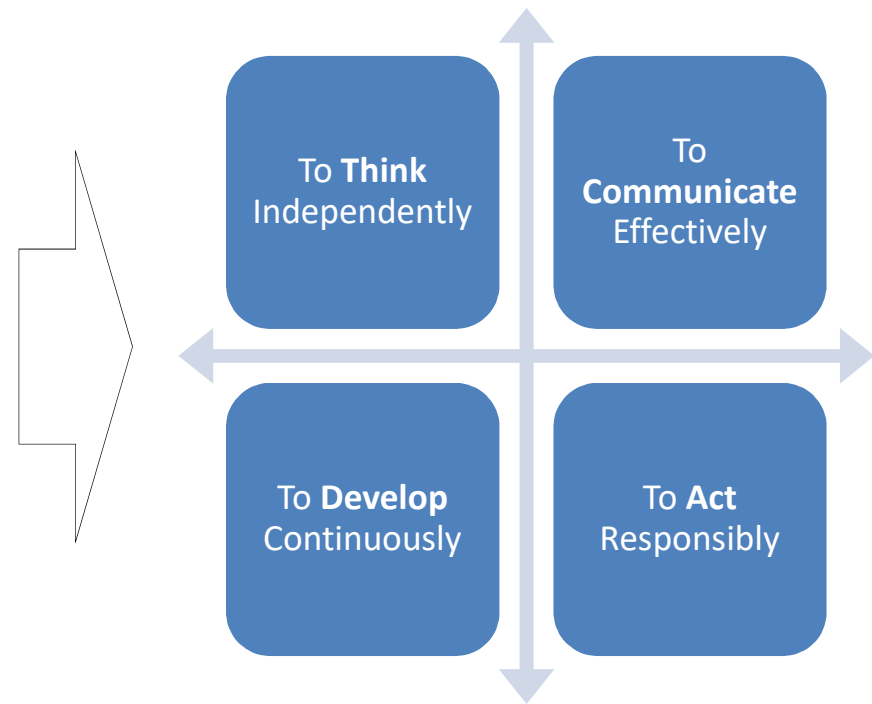 To Think
Independently
To
Communicate
Effectively
To Develop
Continuously
To Act
Responsibly